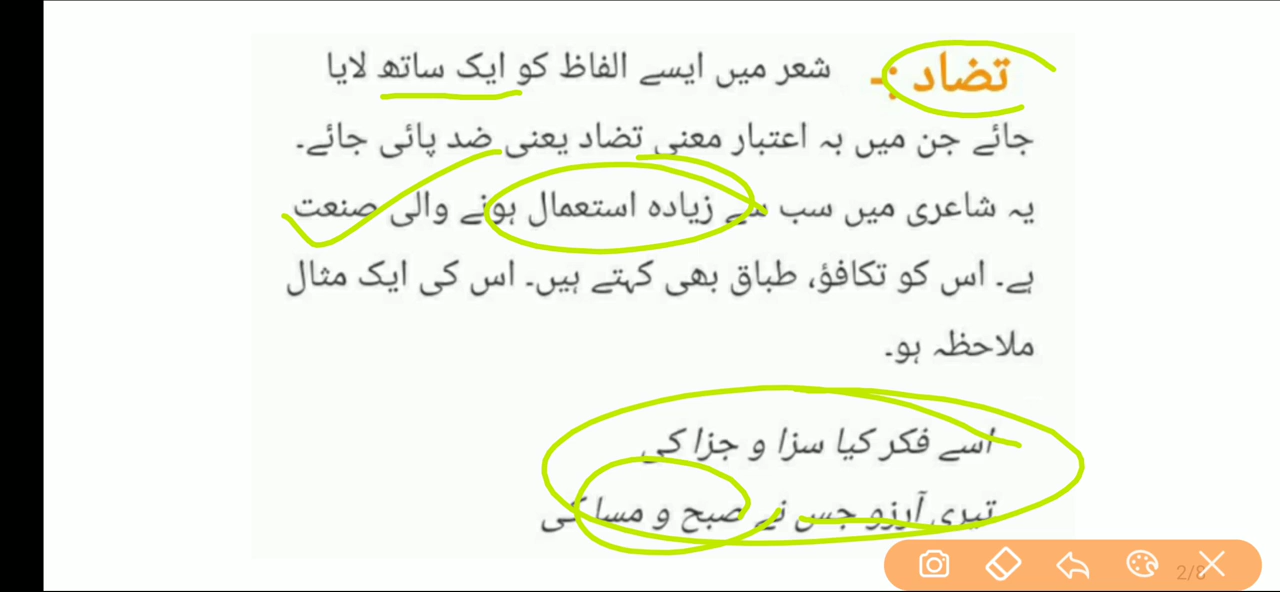 تضاد :- شعر میں ایسے الفاظ کو ایک ساتھ لایا
جائے جن میں بہ اعتبار معنی تضاد یعنی ضد پائی جائے۔
یہ شاعری میں سب سے زیادہ استعمال ہونے والی صنعت
ہے۔ اس کو تکافؤ، طباق بھی کہتے ہیں۔ اس کی ایک مثال
ملاحظہ ہو۔
اسے فکر کیا سزا و جزا کی
تیری آرزو جس نے صبح و مسا کی
2/8